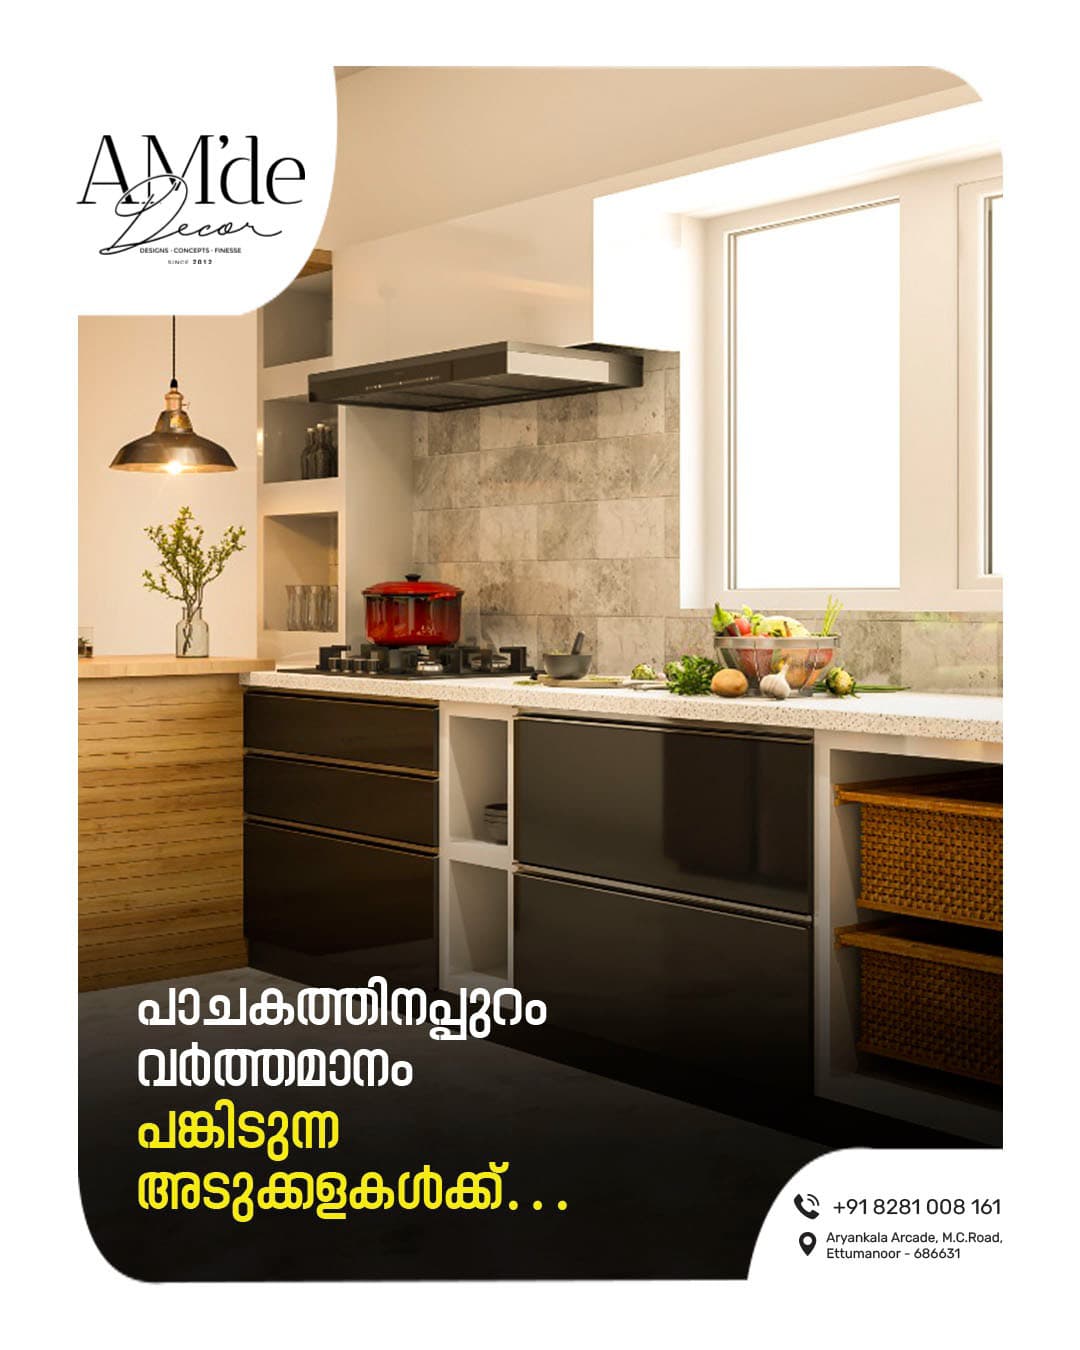 AM'de
Decor
DESIGNS · CONCEPTS · FINESSE
SINCE 2012
പാചകത്തിനപ്പുറം
വർത്തമാനം
പങ്കിടുന്ന
അടുക്കളകൾക്ക്...
+91 8281 008 161
Aryankala Arcade, M.C.Road,
Ettumanoor - 686631